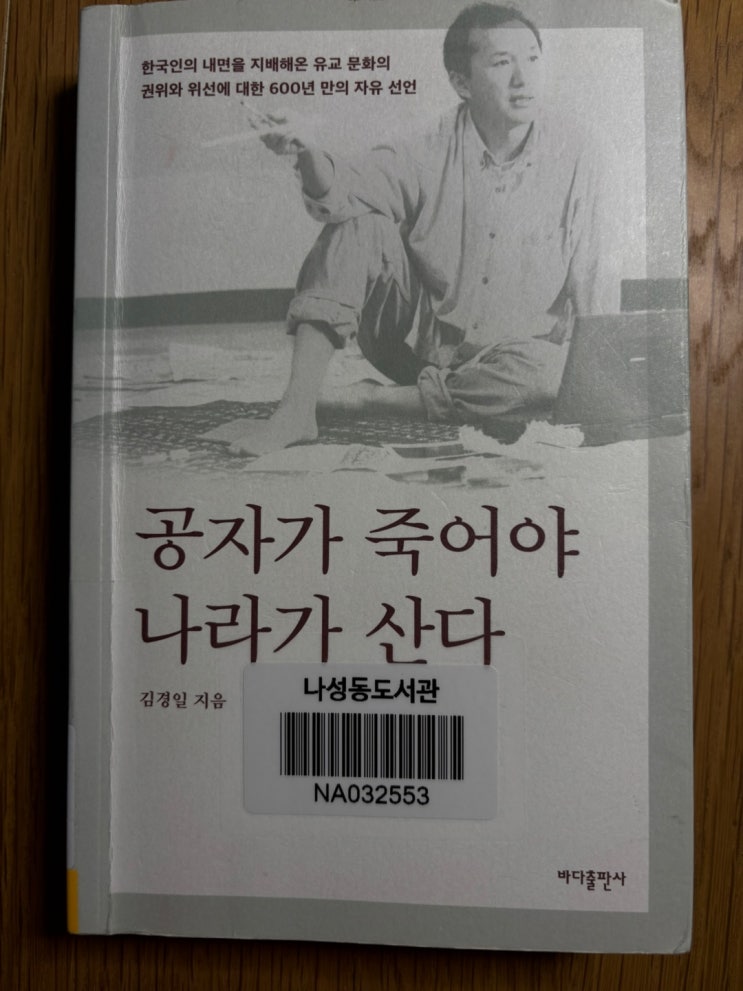 한국인의 내면을 지배해온 유교 문화의
권위와 위선에 대한 600년 만의 자유 선언
공자가 죽어야
나라가 산다
김경일 지음
나성동도서관
NA032553
바다출판사